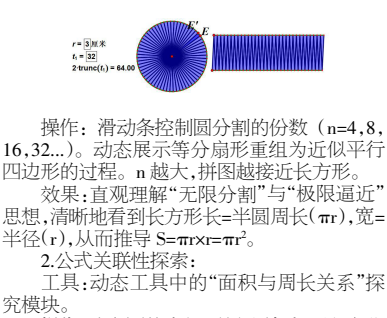 E′
E
r = 3 厘米
t₁ = 32
2·trunc(t₁) = 64.00
操作：滑动条控制圆分割的份数（n=4,8,
16,32...)。动态展示等分扇形重组为近似平行
四边形的过程。n 越大,拼图越接近长方形。
效果:直观理解“无限分割”与“极限逼近”
思想,清晰地看到长方形长=半圆周长(πr),宽=
半径(r),从而推导 S=πr×r=πr²。
2.公式关联性探索:
工具:动态工具中的“面积与周长关系”探
究模块。